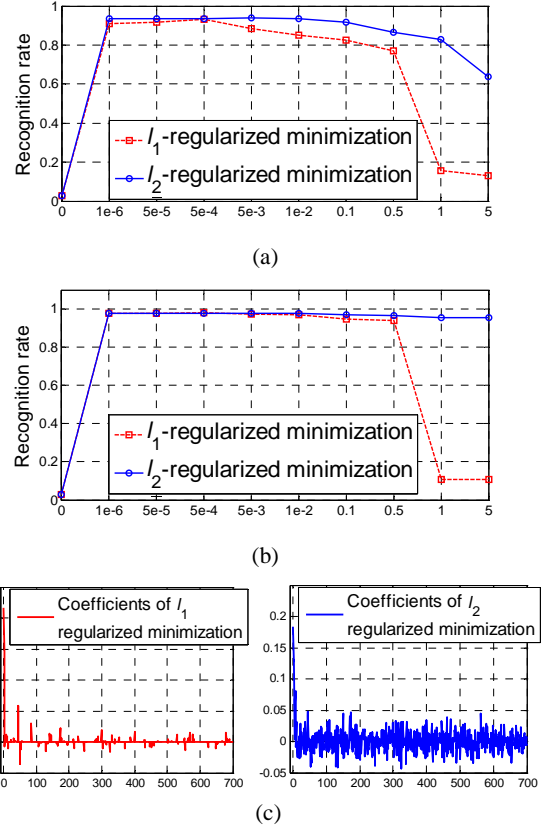 1
0.8
0.6
0.4
0.2
0
Recognition rate
l1-regularized minimization
l2-regularized minimization
0 1e-6 5e-5 5e-4 5e-3 1e-2 0.1 0.5 1 5
(a)
1
0.8
0.6
0.4
0.2
0
Recognition rate
l1-regularized minimization
l2-regularized minimization
0 1e-6 5e-5 5e-4 5e-3 1e-2 0.1 0.5 1 5
(b)
Coefficients of l1
regularized minimization
0 100 200 300 400 500 600 700
Coefficients of l2
regularized minimization
0.2
0.15
0.1
0.05
0
-0.05
0 100 200 300 400 500 600 700
(c)